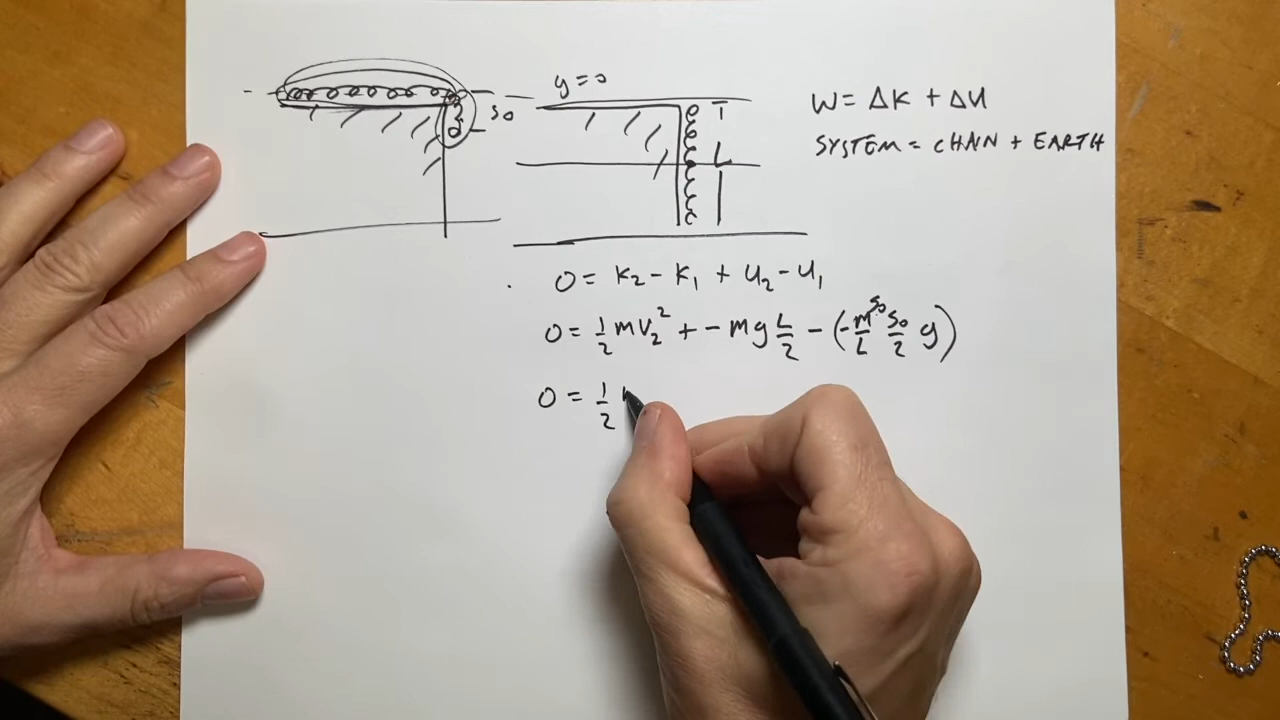 s₀
y=0
L
W = ΔK + ΔU
SYSTEM = CHAIN + EARTH
0 = K₂ - K₁ + U₂ - U₁
0 = 1/2 m v₂² + - mg L/2 - (- m/L s₀ s₀/2 g)
0 = 1/2